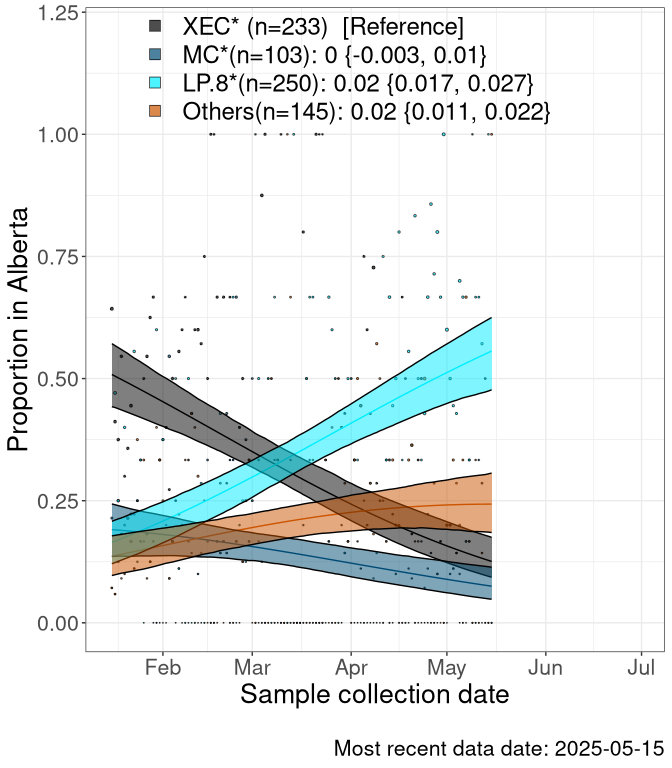 1.25
XEC* (n=233)  [Reference]
MC*(n=103): 0 {-0.003, 0.01}
LP.8*(n=250): 0.02 {0.017, 0.027}
Others(n=145): 0.02 {0.011, 0.022}
1.00
0.75
0.50
0.25
0.00
Proportion in Alberta
Feb Mar Apr May Jun Jul
Sample collection date
Most recent data date: 2025-05-15